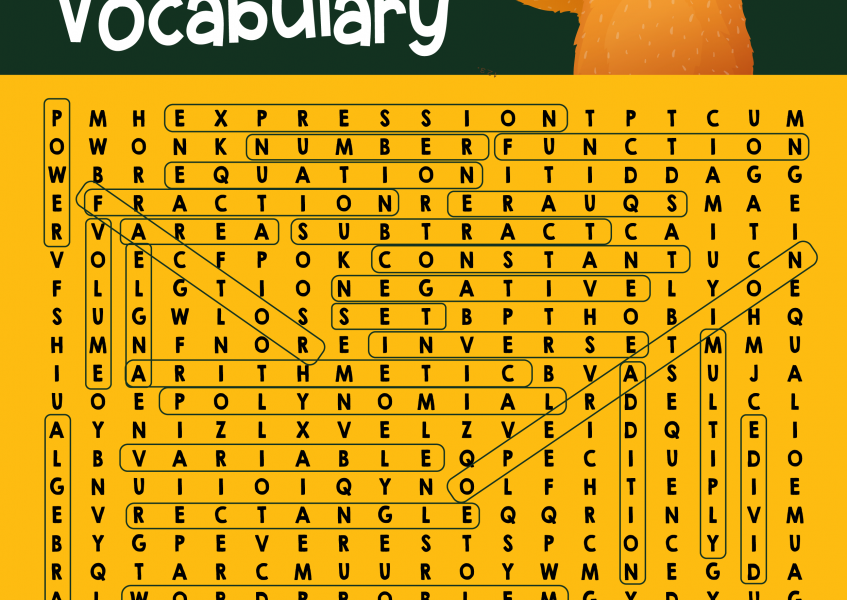 Vocabulary
P M H E X P R E S S I O N T P T C U M
O W O N K N U M B E R F U N C T I O N
W B R E Q U A T I O N I T I D D A G G
E F R A C T I O N R E R A U Q S M A E
R V A R E A S U B T R A C T C A I T I
V O E C F P O K C O N S T A N T U C N
F L L G T I O N E G A T I V E L Y O E
S U G W L O S S E T B P T H O B I H Q
H M N F N O R E I N V E R S E T M M U
I E A R I T H M E T I C B V A S U J A
U O E P O L Y N O M I A L R D E L C L
A Y N I Z L X V E L Z V E I D Q T E I
L B V A R I A B L E Q P E C I U I D O
G N U I I O I Q Y N O L F H T E P I E
E V R E C T A N G L E Q Q R I N L V M
B Y G P E V E R E S T S P C O C Y I U
R Q T A R C M U U R O Y W M N E G D A
W O R D P R O B L E M